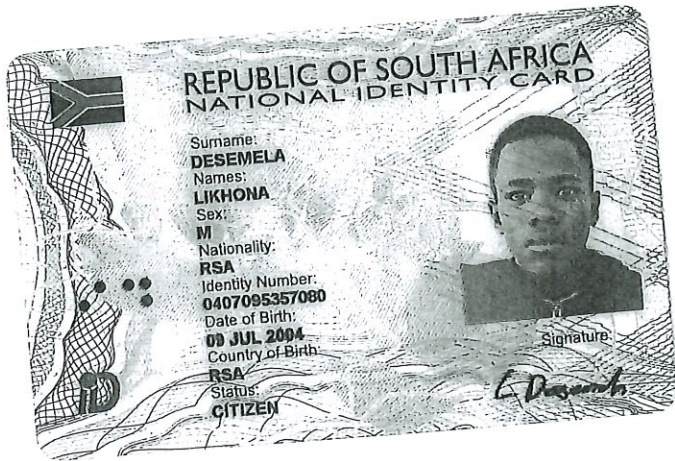 REPUBLIC OF SOUTH AFRICA
NATIONAL IDENTITY CARD
Surname:
DESEMELA
Names:
LIKHONA
Sex:
M
Nationality:
RSA
Identity Number:
0407095357080
Date of Birth:
09 JUL 2004
Country of Birth:
RSA
Status:
CITIZEN
Signature
iD